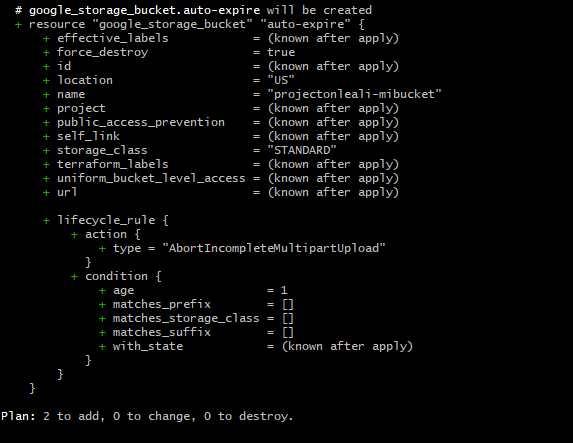 # google_storage_bucket.auto-expire will be created
+ resource "google_storage_bucket" "auto-expire" {
+ effective_labels = (known after apply)
+ force_destroy = true
+ id = (known after apply)
+ location = "US"
+ name = "projectonleali-mibucket"
+ project = (known after apply)
+ public_access_prevention = (known after apply)
+ self_link = (known after apply)
+ storage_class = "STANDARD"
+ terraform_labels = (known after apply)
+ uniform_bucket_level_access = (known after apply)
+ url = (known after apply)
+ lifecycle_rule {
+ action {
+ type = "AbortIncompleteMultipartUpload"
}
+ condition {
+ age = 1
+ matches_prefix = []
+ matches_storage_class = []
+ matches_suffix = []
+ with_state = (known after apply)
}
}
}
Plan: 2 to add, 0 to change, 0 to destroy.